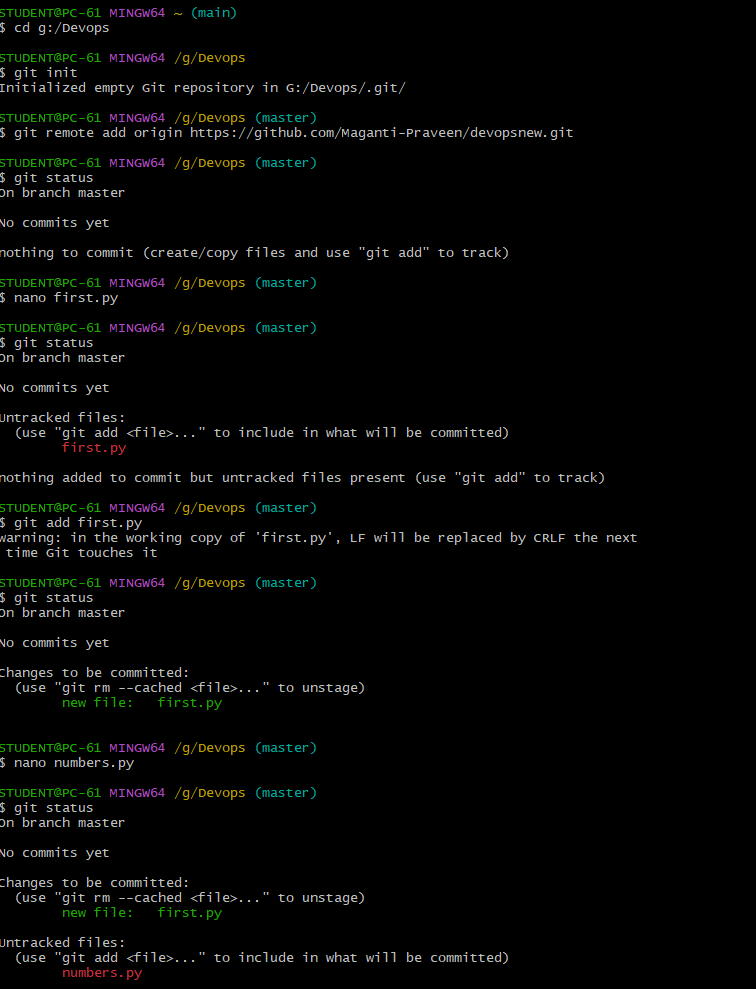 STUDENT@PC-61 MINGW64 ~ (main)
$ cd g:/Devops

STUDENT@PC-61 MINGW64 /g/Devops
$ git init
Initialized empty Git repository in G:/Devops/.git/

STUDENT@PC-61 MINGW64 /g/Devops (master)
$ git remote add origin https://github.com/Maganti-Praveen/devopsnew.git

STUDENT@PC-61 MINGW64 /g/Devops (master)
$ git status
On branch master

No commits yet

nothing to commit (create/copy files and use "git add" to track)

STUDENT@PC-61 MINGW64 /g/Devops (master)
$ nano first.py

STUDENT@PC-61 MINGW64 /g/Devops (master)
$ git status
On branch master

No commits yet

Untracked files:
  (use "git add <file>..." to include in what will be committed)
        first.py

nothing added to commit but untracked files present (use "git add" to track)

STUDENT@PC-61 MINGW64 /g/Devops (master)
$ git add first.py
warning: in the working copy of 'first.py', LF will be replaced by CRLF the next
 time Git touches it

STUDENT@PC-61 MINGW64 /g/Devops (master)
$ git status
On branch master

No commits yet

Changes to be committed:
  (use "git rm --cached <file>..." to unstage)
        new file:   first.py


STUDENT@PC-61 MINGW64 /g/Devops (master)
$ nano numbers.py

STUDENT@PC-61 MINGW64 /g/Devops (master)
$ git status
On branch master

No commits yet

Changes to be committed:
  (use "git rm --cached <file>..." to unstage)
        new file:   first.py

Untracked files:
  (use "git add <file>..." to include in what will be committed)
        numbers.py